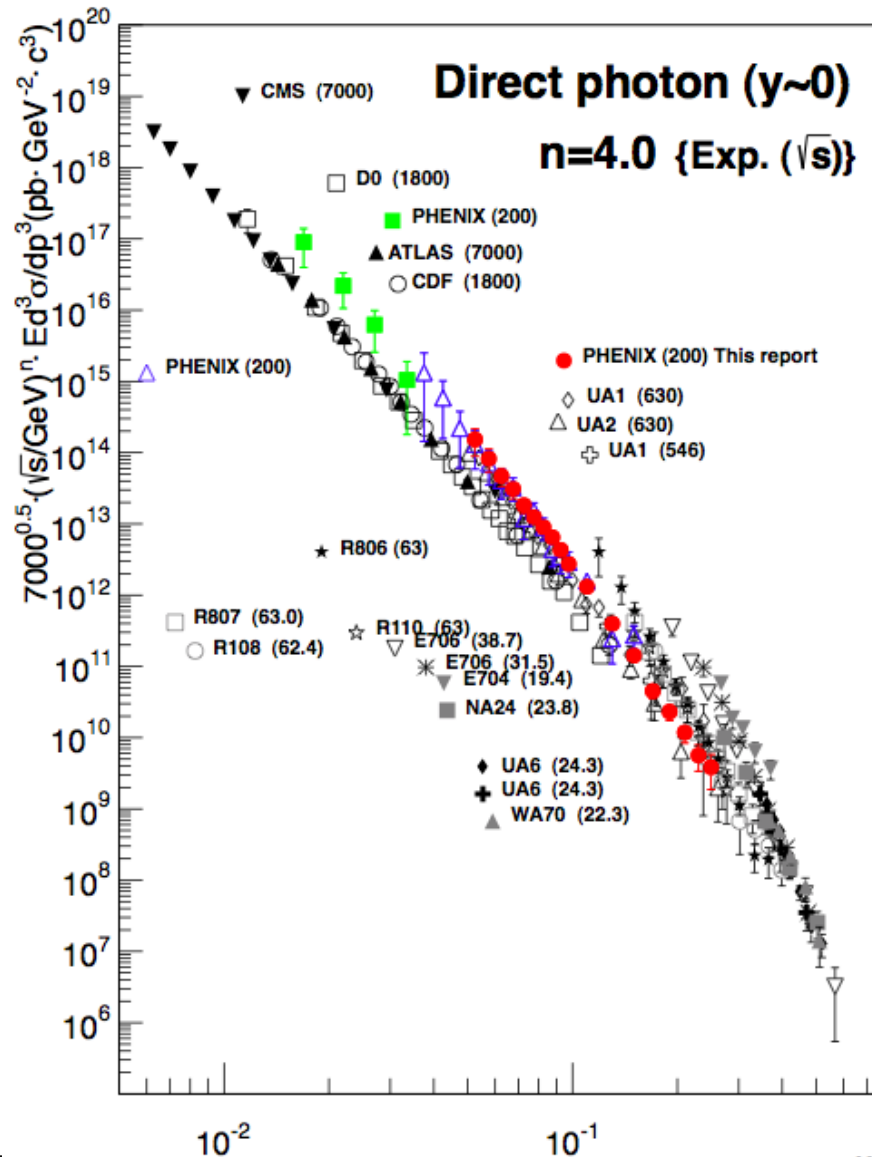 10^20
10^19
10^18
10^17
10^16
10^15
10^14
10^13
10^12
10^11
10^10
10^9
10^8
10^7
10^6
7000^0.5·(√s/GeV)^n· Ed^3σ/dp^3(pb· GeV^-2· c^3)
Direct photon (y~0)
n=4.0 {Exp. (√s)}
CMS (7000)
D0 (1800)
PHENIX (200)
ATLAS (7000)
CDF (1800)
PHENIX (200)
PHENIX (200) This report
UA1 (630)
UA2 (630)
UA1 (546)
R806 (63)
R807 (63.0)
R110 (63)
R108 (62.4)
E706 (38.7)
E706 (31.5)
E704 (19.4)
NA24 (23.8)
UA6 (24.3)
UA6 (24.3)
WA70 (22.3)
10^-2
10^-1